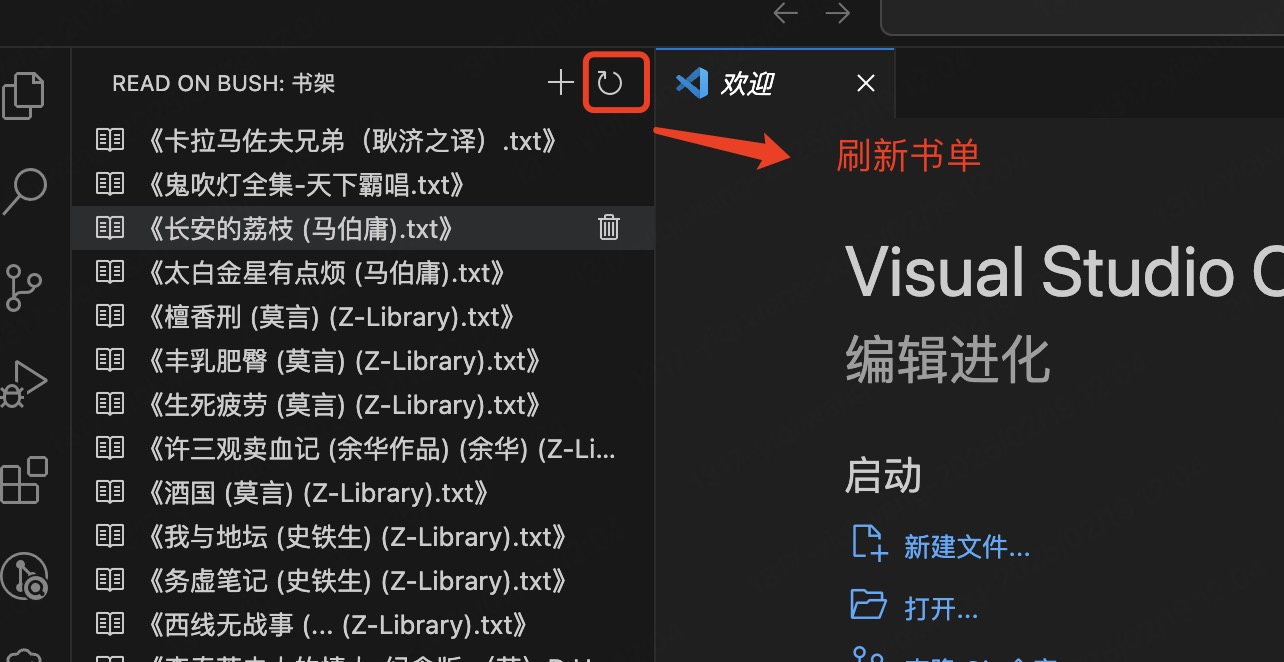 READ ON BUSH: 书架
欢迎
《卡拉马佐夫兄弟（耿济之译）.txt》
刷新书单
《鬼吹灯全集-天下霸唱.txt》
《长安的荔枝 (马伯庸).txt》
《太白金星有点烦 (马伯庸).txt》
Visual Studio
《檀香刑 (莫言) (Z-Library).txt》
《丰乳肥臀 (莫言) (Z-Library).txt》
编辑进化
《生死疲劳 (莫言) (Z-Library).txt》
《许三观卖血记 (余华作品) (余华) (Z-Li...
启动
《酒国 (莫言) (Z-Library).txt》
《我与地坛 (史铁生) (Z-Library).txt》
新建文件...
《务虚笔记 (史铁生) (Z-Library).txt》
打开...
《西线无战事 (... (Z-Library).txt》